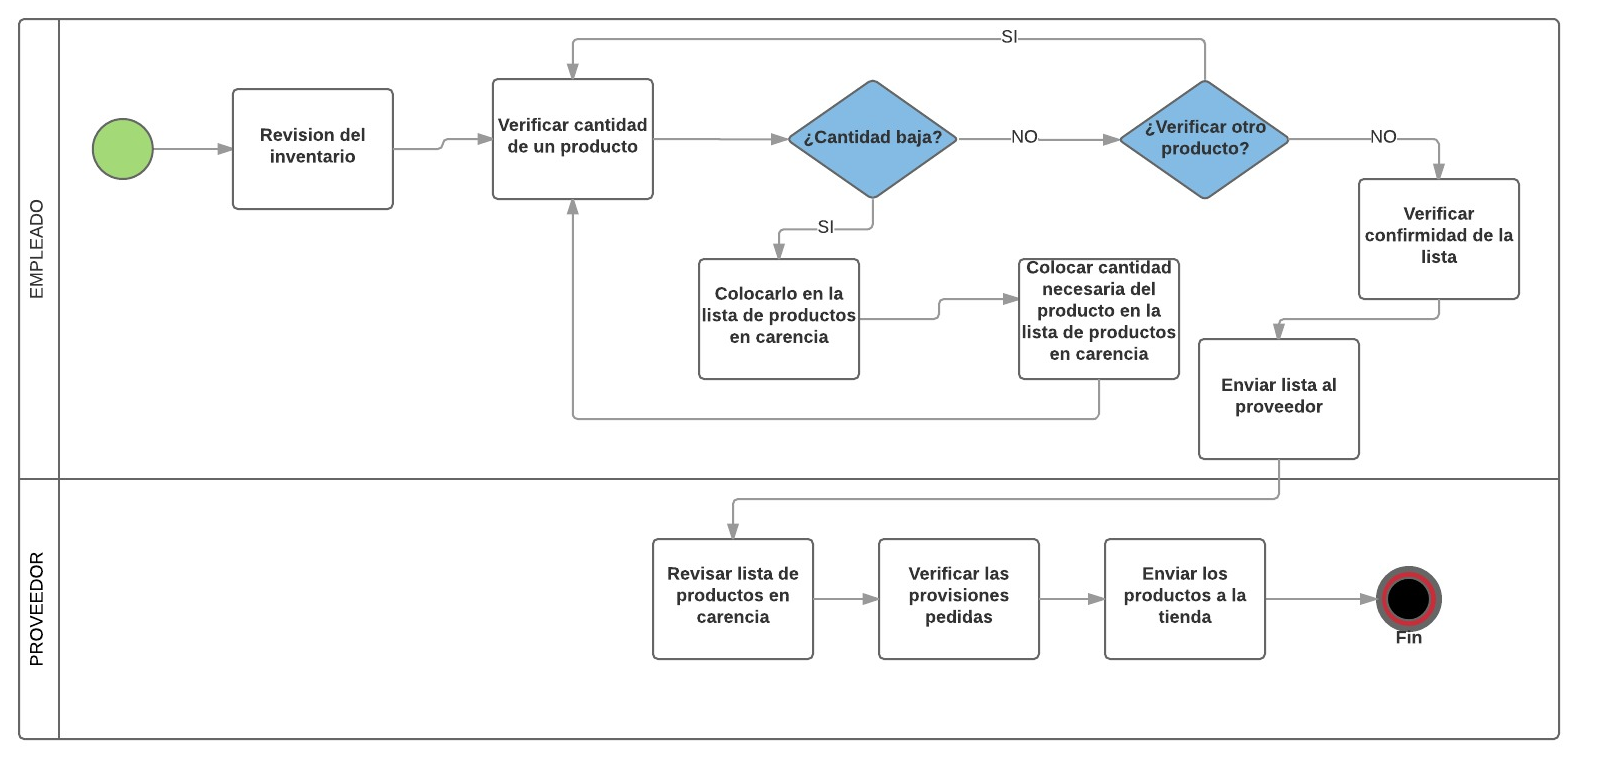 EMPLEADO
Revision del
inventario
Verificar cantidad
de un producto
¿Cantidad baja?
NO
¿Verificar otro
producto?
SI
NO
Verificar
confirmidad de la
lista
SI
Colocarlo en la
lista de productos
en carencia
Colocar cantidad
necesaria del
producto en la
lista de productos
en carencia
Enviar lista al
proveedor
PROVEEDOR
Revisar lista de
productos en
carencia
Verificar las
provisiones
pedidas
Enviar los
productos a la
tienda
Fin